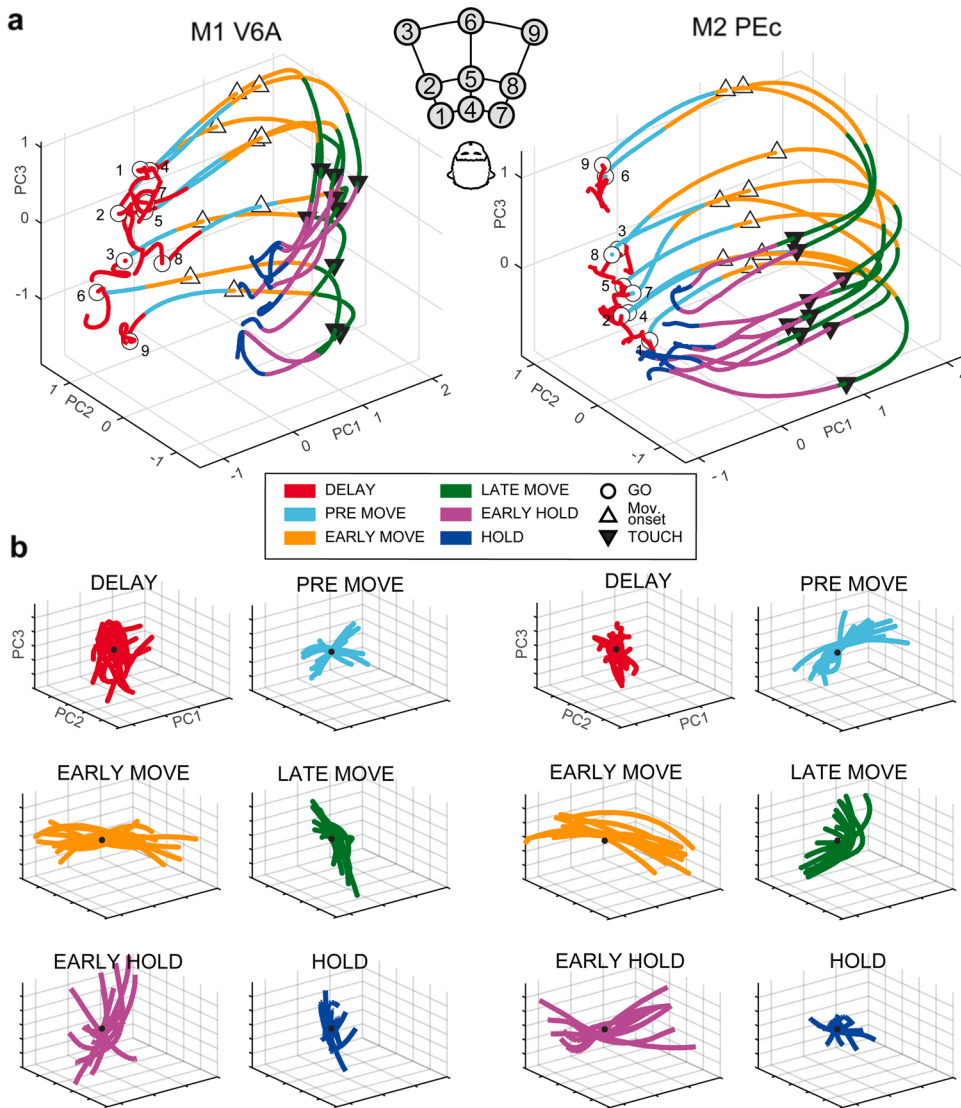 a
M1 V6A
M2 PEc
3 6 9
2 5 8
1 4 7
PC3
1
0
-1
1 4
7
2 5
3 8
6
9
1
PC2
0
-1
-1
0
PC1
1
2
PC3
1
0
9
6
3
8
5 7
2 4
1
1
PC2
0
-1
-1
0
PC1
1
DELAY
PRE MOVE
EARLY MOVE
LATE MOVE
EARLY HOLD
HOLD
GO
Mov.
onset
TOUCH
b
DELAY
PRE MOVE
DELAY
PRE MOVE
PC3
PC2
PC1
PC3
PC2
PC1
EARLY MOVE
LATE MOVE
EARLY MOVE
LATE MOVE
EARLY HOLD
HOLD
EARLY HOLD
HOLD